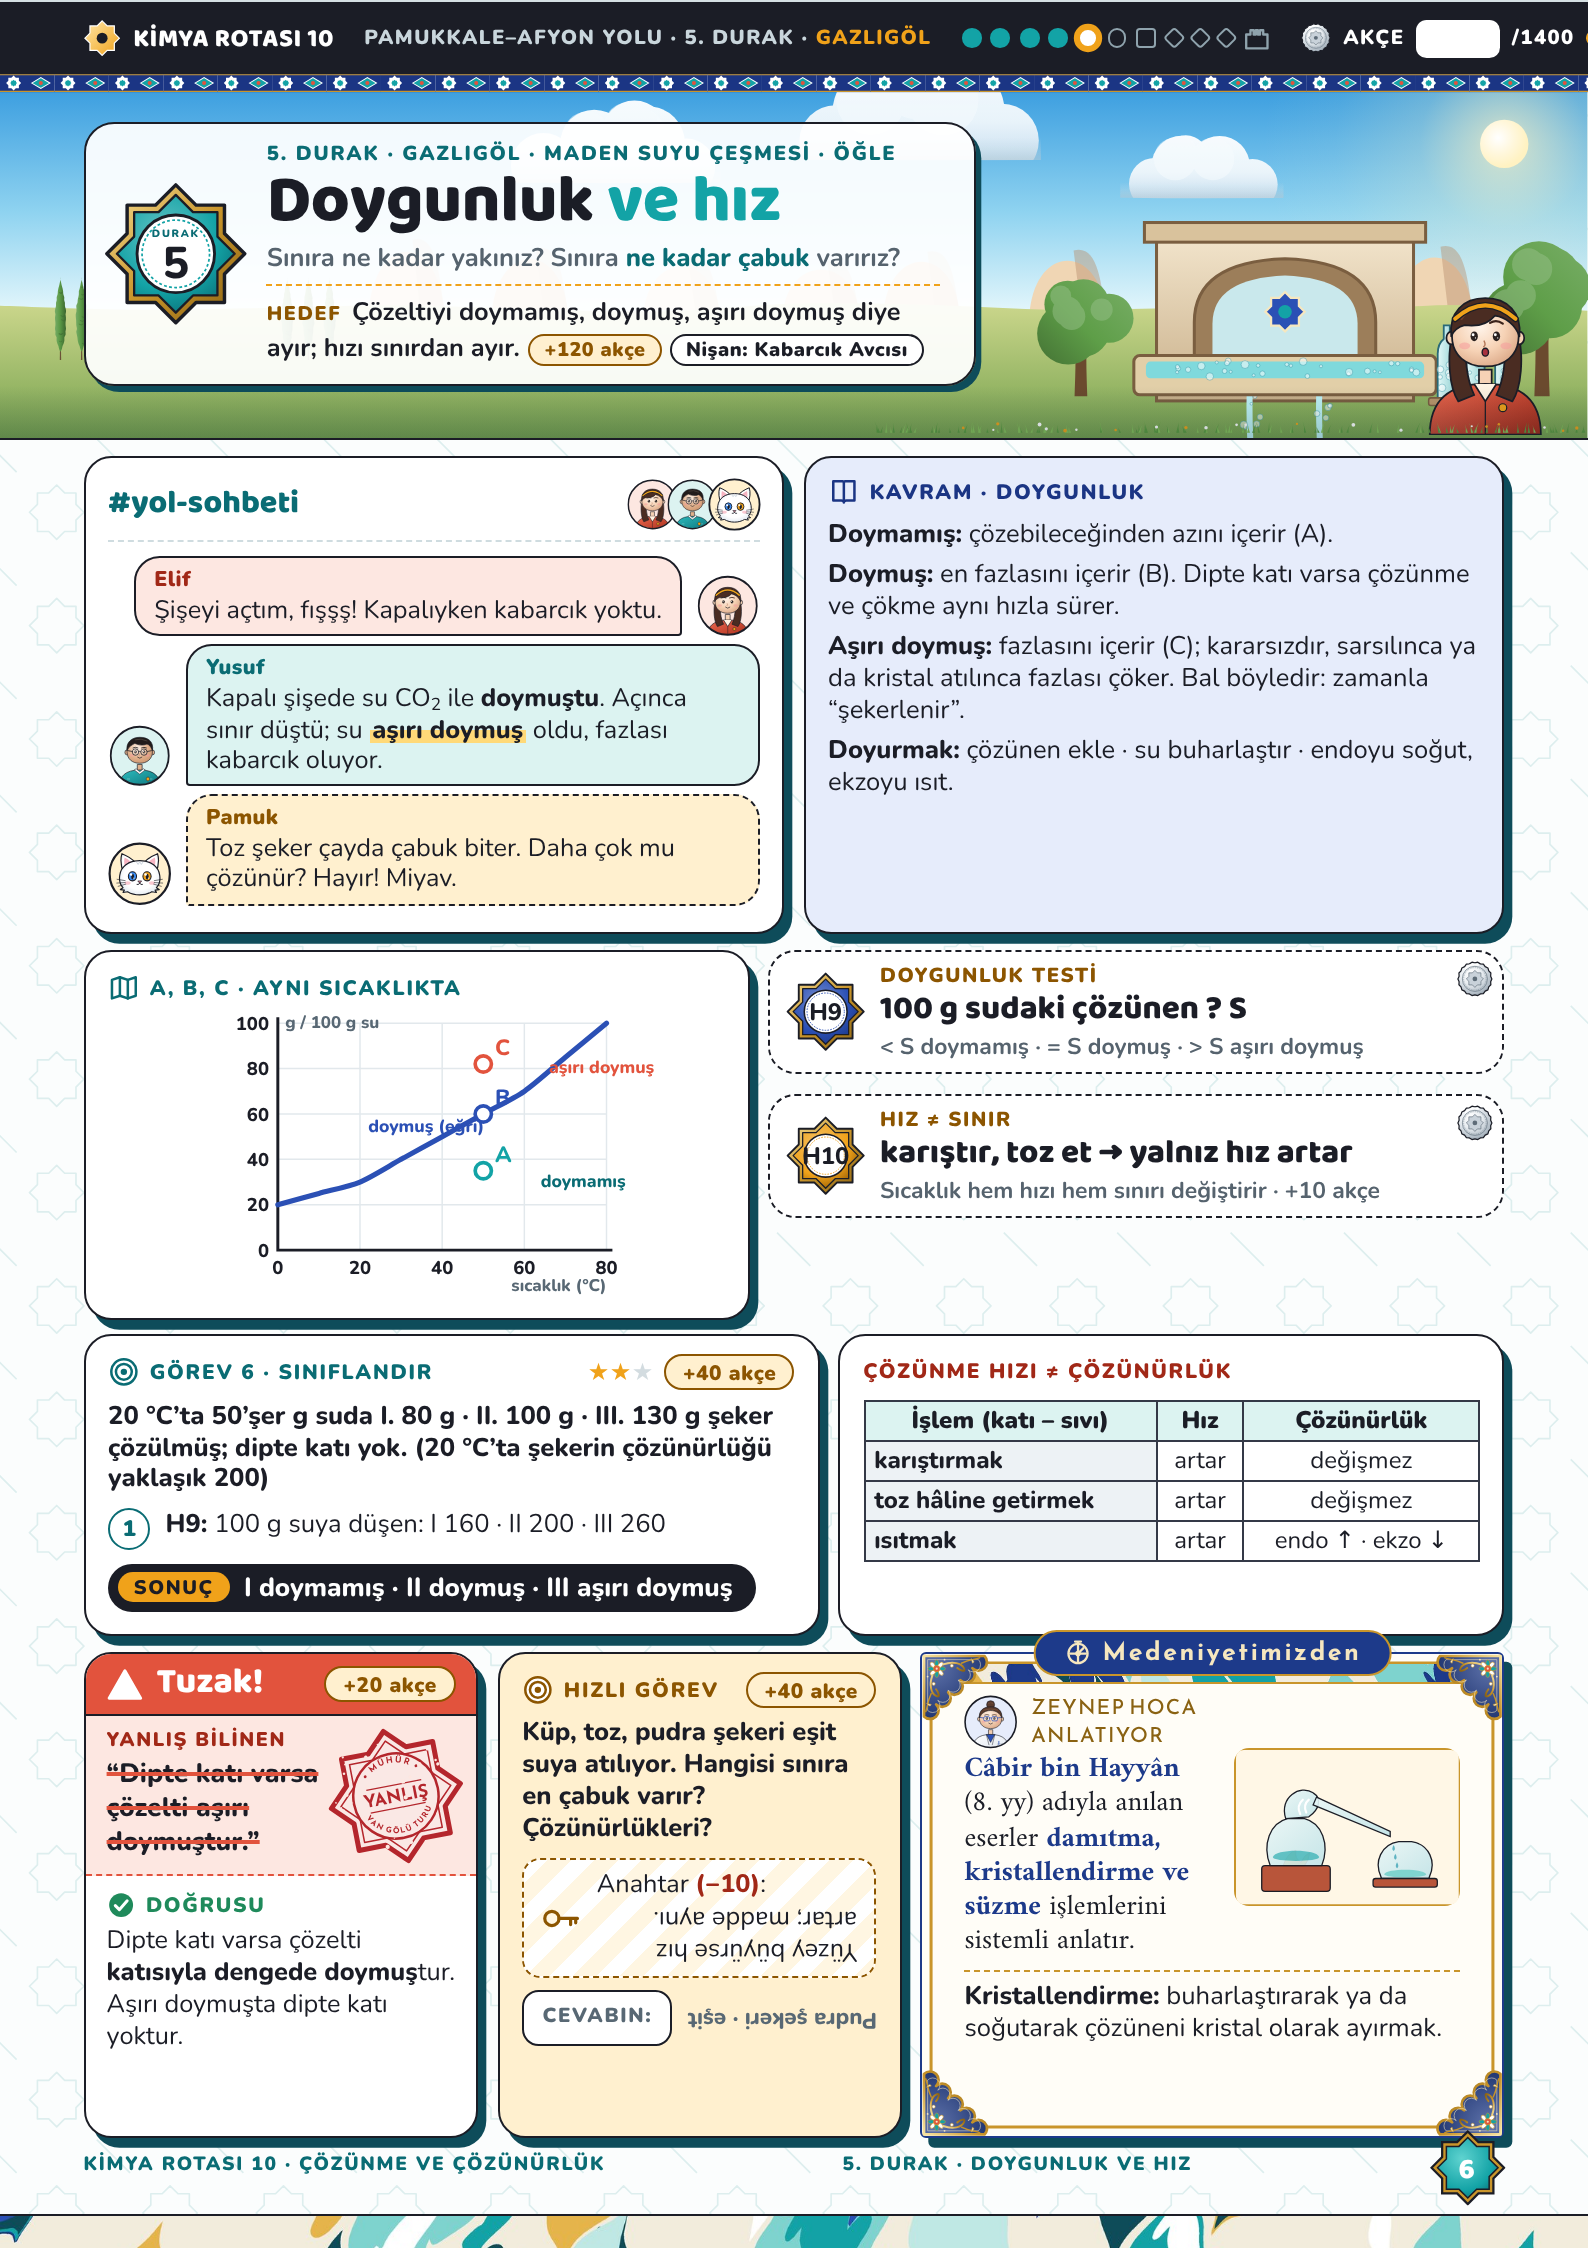 KİMYA ROTASI 10
PAMUKKALE–AFYON YOLU · 5. DURAK · GAZLIGÖL
AKÇE /1400
5. DURAK · GAZLIGÖL · MADEN SUYU ÇEŞMESİ · ÖĞLE
DURAK
5
Doygunluk ve hız
Sınıra ne kadar yakınız? Sınıra ne kadar çabuk varırız?
HEDEF Çözeltiyi doymamış, doymuş, aşırı doymuş diye
ayır; hızı sınırdan ayır. +120 akçe Nişan: Kabarcık Avcısı
#yol-sohbeti
Elif
Şişeyi açtım, fışşş! Kapalıyken kabarcık yoktu.
Yusuf
Kapalı şişede su CO₂ ile doymuştu. Açınca
sınır düştü; su aşırı doymuş oldu, fazlası
kabarcık oluyor.
Pamuk
Toz şeker çayda çabuk biter. Daha çok mu
çözünür? Hayır! Miyav.
KAVRAM · DOYGUNLUK
Doymamış: çözebileceğinden azını içerir (A).
Doymuş: en fazlasını içerir (B). Dipte katı varsa çözünme
ve çökme aynı hızla sürer.
Aşırı doymuş: fazlasını içerir (C); kararsızdır, sarsılınca ya
da kristal atılınca fazlası çöker. Bal böyledir: zamanla
“şekerlenir”.
Doyurmak: çözünen ekle · su buharlaştır · endoyu soğut,
ekzoyu ısıt.
A, B, C · AYNI SICAKLIKTA
g / 100 g su
100
80
60
40
20
0
0 20 40 60 80
sıcaklık (°C)
C
aşırı doymuş
B
doymuş (eğri)
A
doymamış
H9
DOYGUNLUK TESTİ
100 g sudaki çözünen ? S
< S doymamış · = S doymuş · > S aşırı doymuş
H10
HIZ ≠ SINIR
karıştır, toz et → yalnız hız artar
Sıcaklık hem hızı hem sınırı değiştirir · +10 akçe
GÖREV 6 · SINIFLANDIR ★★★ +40 akçe
20 °C’ta 50’şer g suda I. 80 g · II. 100 g · III. 130 g şeker
çözülmüş; dipte katı yok. (20 °C’ta şekerin çözünürlüğü
yaklaşık 200)
1 H9: 100 g suya düşen: I 160 · II 200 · III 260
SONUÇ I doymamış · II doymuş · III aşırı doymuş
ÇÖZÜNME HIZI ≠ ÇÖZÜNÜRLÜK
İşlem (katı – sıvı) Hız Çözünürlük
karıştırmak artar değişmez
toz hâline getirmek artar değişmez
ısıtmak artar endo ↑ · ekzo ↓
Tuzak! +20 akçe
YANLIŞ BİLİNEN
“Dipte katı varsa
çözelti aşırı
doymuştur.”
MÜHÜR
YANLIŞ
VAN GÖLÜ TURU
DOĞRUSU
Dipte katı varsa çözelti
katısıyla dengede doymuştur.
Aşırı doymuşta dipte katı
yoktur.
HIZLI GÖREV +40 akçe
Küp, toz, pudra şekeri eşit
suya atılıyor. Hangisi sınıra
en çabuk varır?
Çözünürlükleri?
Anahtar (−10):
Yüzey büyürse hız
artar; madde aynı.
CEVABIN:
Pudra şekeri · eşit
Medeniyetimizden
ZEYNEP HOCA
ANLATIYOR
Câbir bin Hayyân
(8. yy) adıyla anılan
eserler damıtma,
kristallendirme ve
süzme işlemlerini
sistemli anlatır.
Kristallendirme: buharlaştırarak ya da
soğutarak çözüneni kristal olarak ayırmak.
KİMYA ROTASI 10 · ÇÖZÜNME VE ÇÖZÜNÜRLÜK
5. DURAK · DOYGUNLUK VE HIZ
6